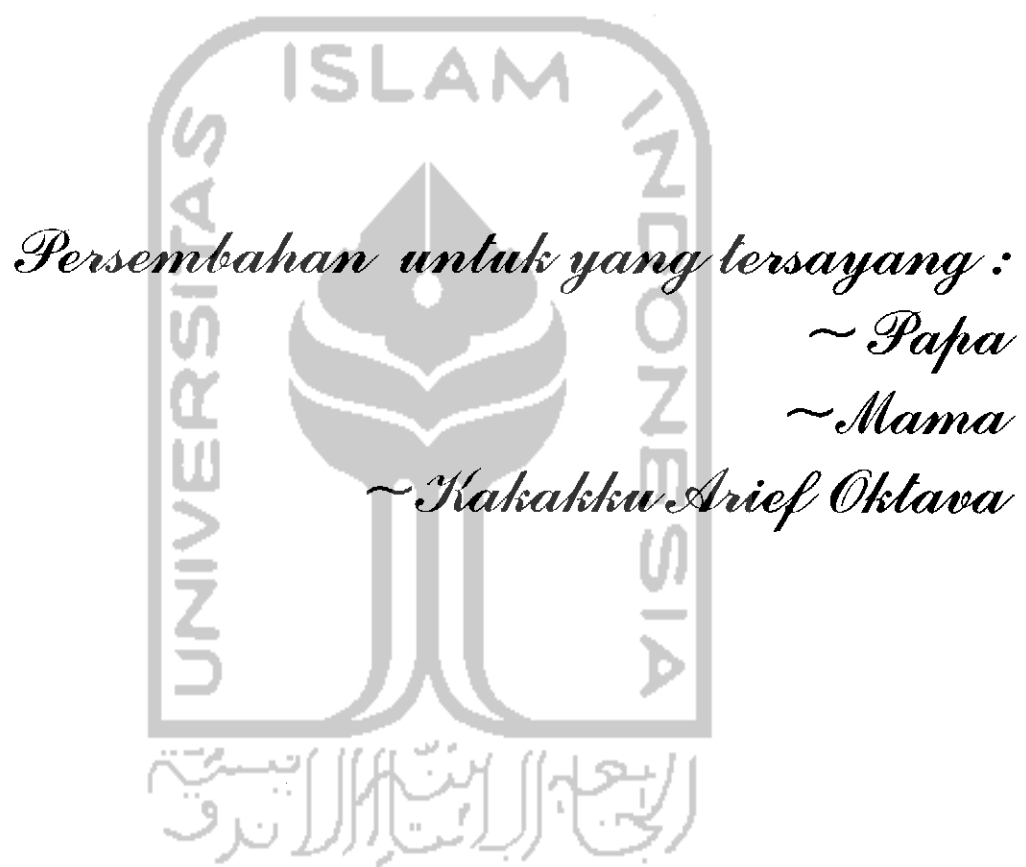 ISLAM
UNIVERSITAS
INDONESIA
Persembahan untuk yang tersayang :
~ Papa
~Mama
~Kakakku Arief Oktava